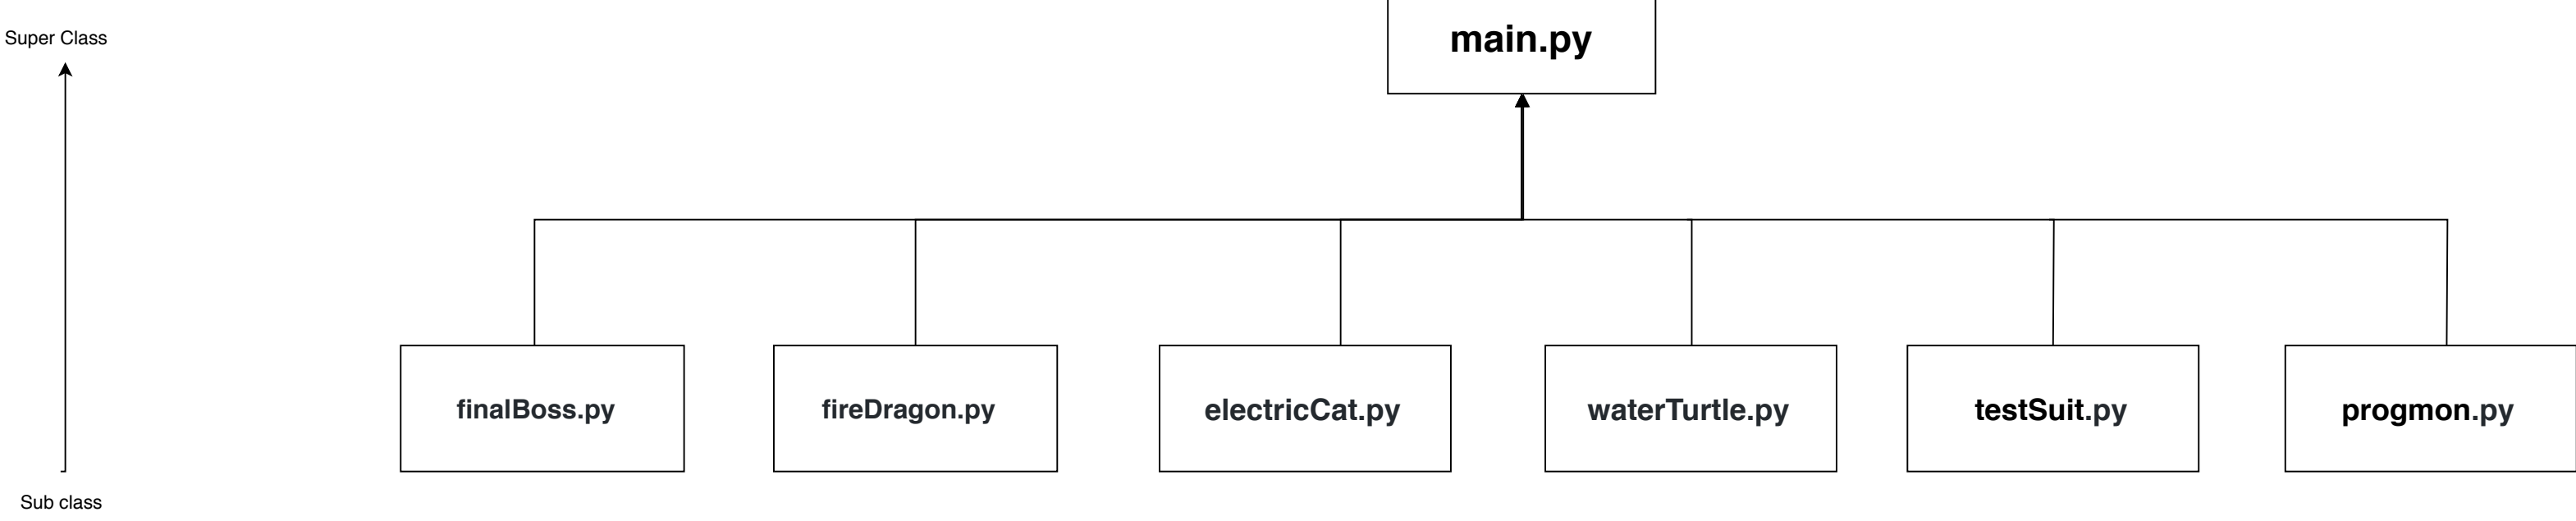 Super Class
main.py
finalBoss.py
fireDragon.py
electricCat.py
waterTurtle.py
testSuit.py
progmon.py
Sub class